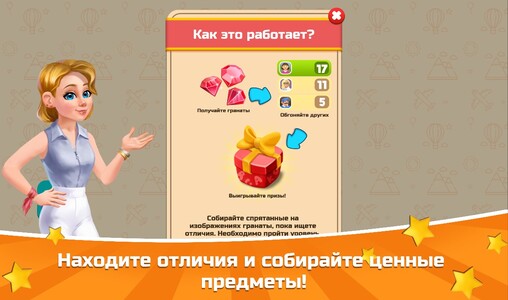 Как это работает?
17
11
5
Получайте гранаты
Обгоняйте других
Выигрывайте призы!
Собирайте спрятанные на
изображениях гранаты, пока ищете
отличия. Необходимо пройти уровень,
Находите отличия и собирайте ценные
предметы!